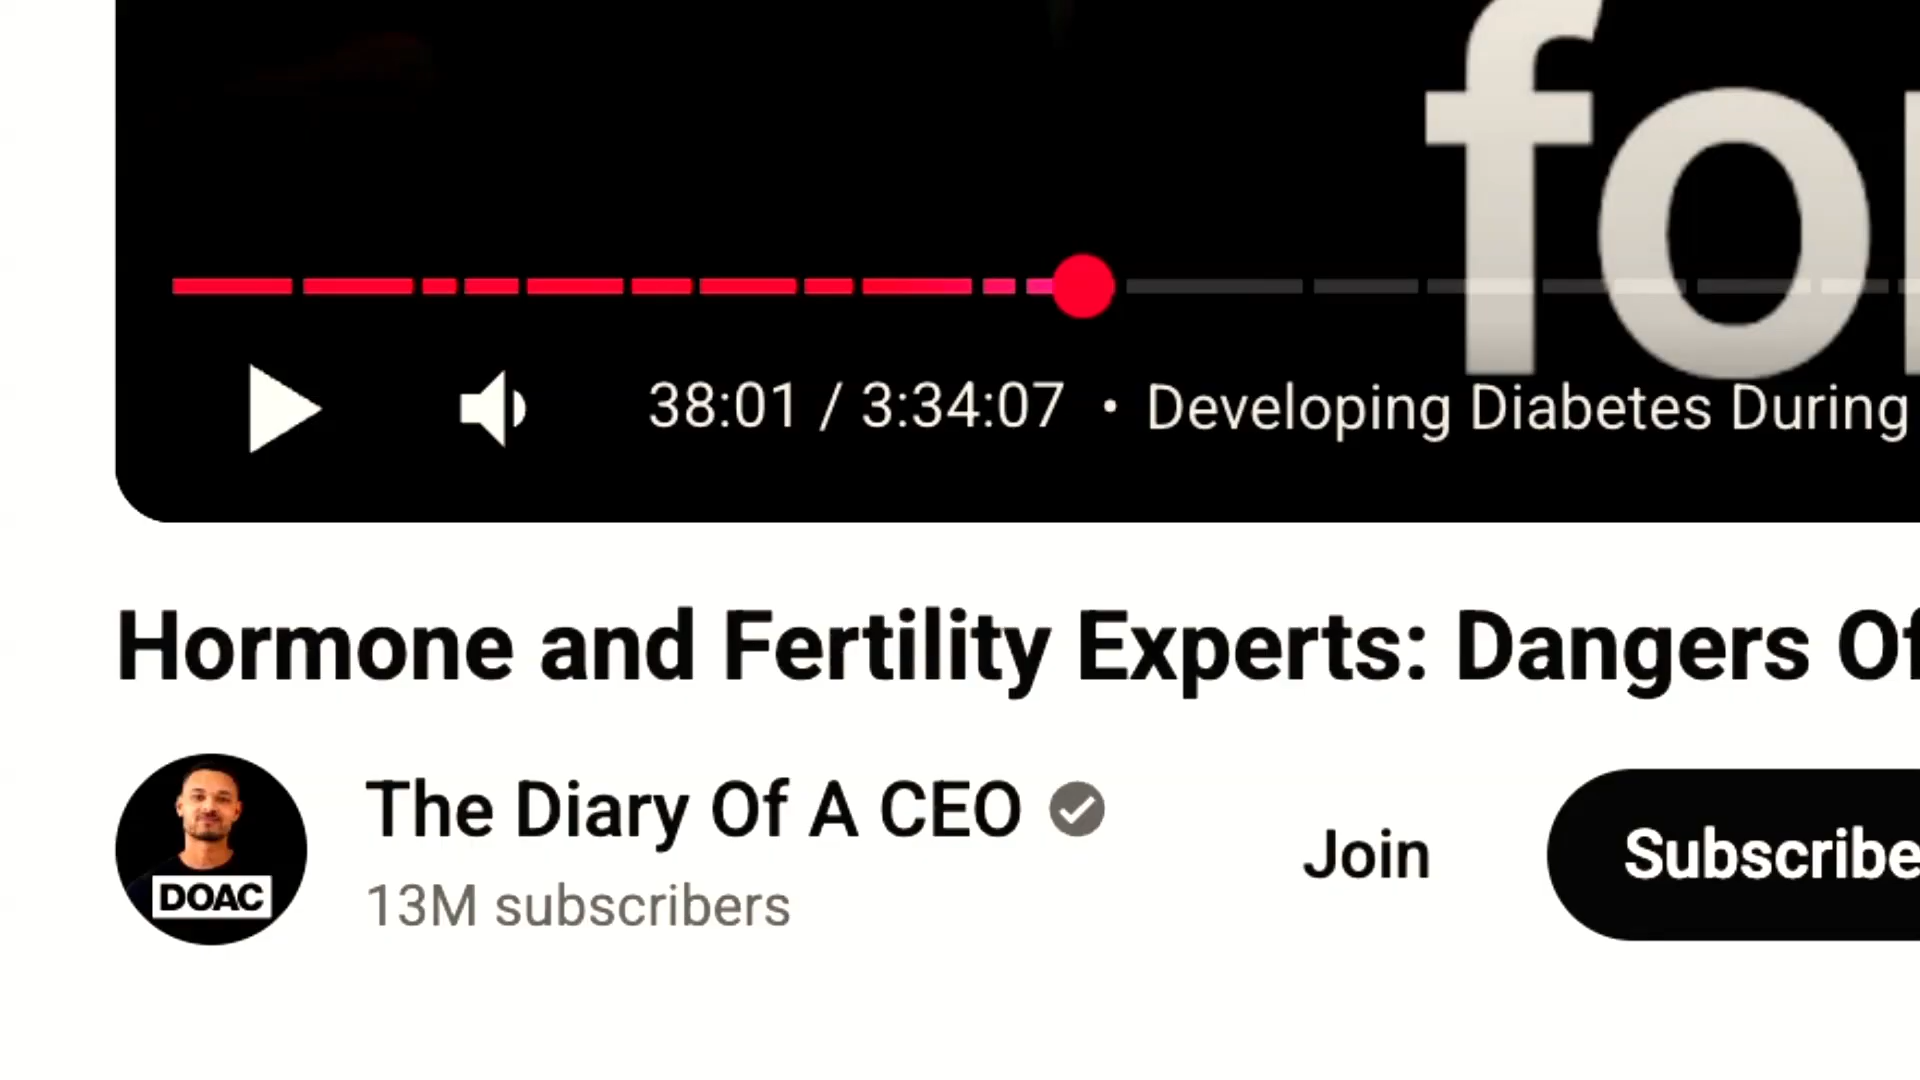 for
38:01 / 3:34:07 • Developing Diabetes During
Hormone and Fertility Experts: Dangers Of
The Diary Of A CEO
13M subscribers
DOAC
Join
Subscribe